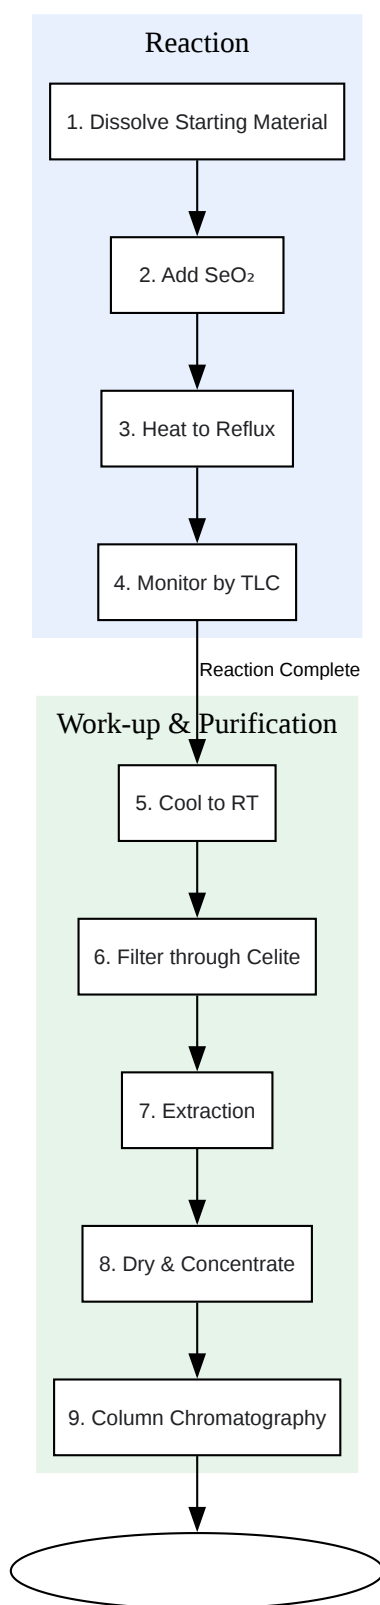 Reaction
1. Dissolve Starting Material
2. Add SeO₂
3. Heat to Reflux
4. Monitor by TLC
Reaction Complete
Work-up & Purification
5. Cool to RT
6. Filter through Celite
7. Extraction
8. Dry & Concentrate
9. Column Chromatography